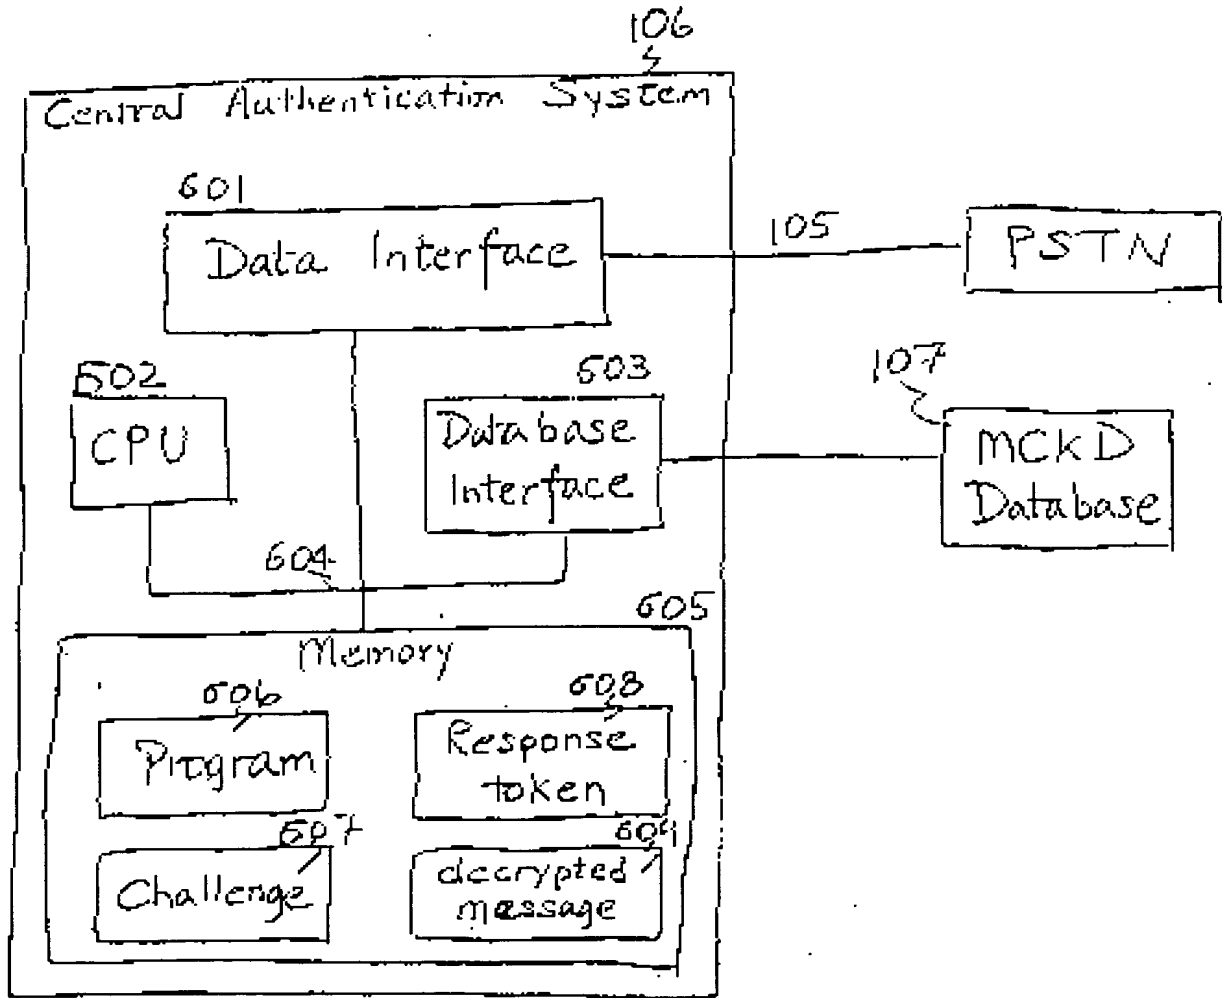 106
Central Authentication System
601
Data Interface
105
PSTN
602
CPU
603
Database
Interface
107
MCKD
Database
604
605
Memory
606
Program
608
Response
token
607
Challenge
609
decrypted
message